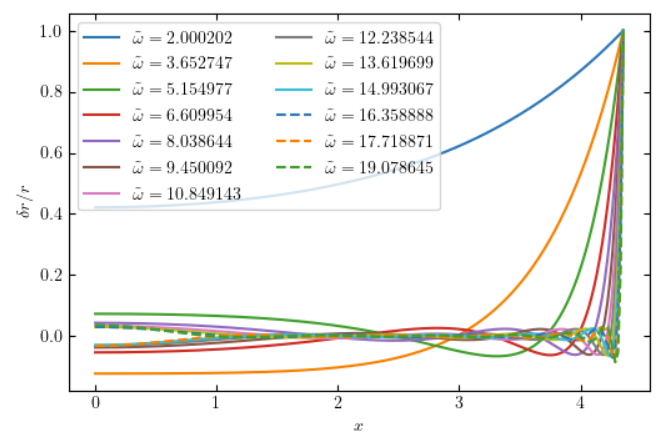 1.0
0.8
0.6
0.4
0.2
0.0
δr/r
ω̃ = 2.000202
ω̃ = 3.652747
ω̃ = 5.154977
ω̃ = 6.609954
ω̃ = 8.038644
ω̃ = 9.450092
ω̃ = 10.849143
ω̃ = 12.238544
ω̃ = 13.619699
ω̃ = 14.993067
ω̃ = 16.358888
ω̃ = 17.718871
ω̃ = 19.078645
0 1 2 3 4
x